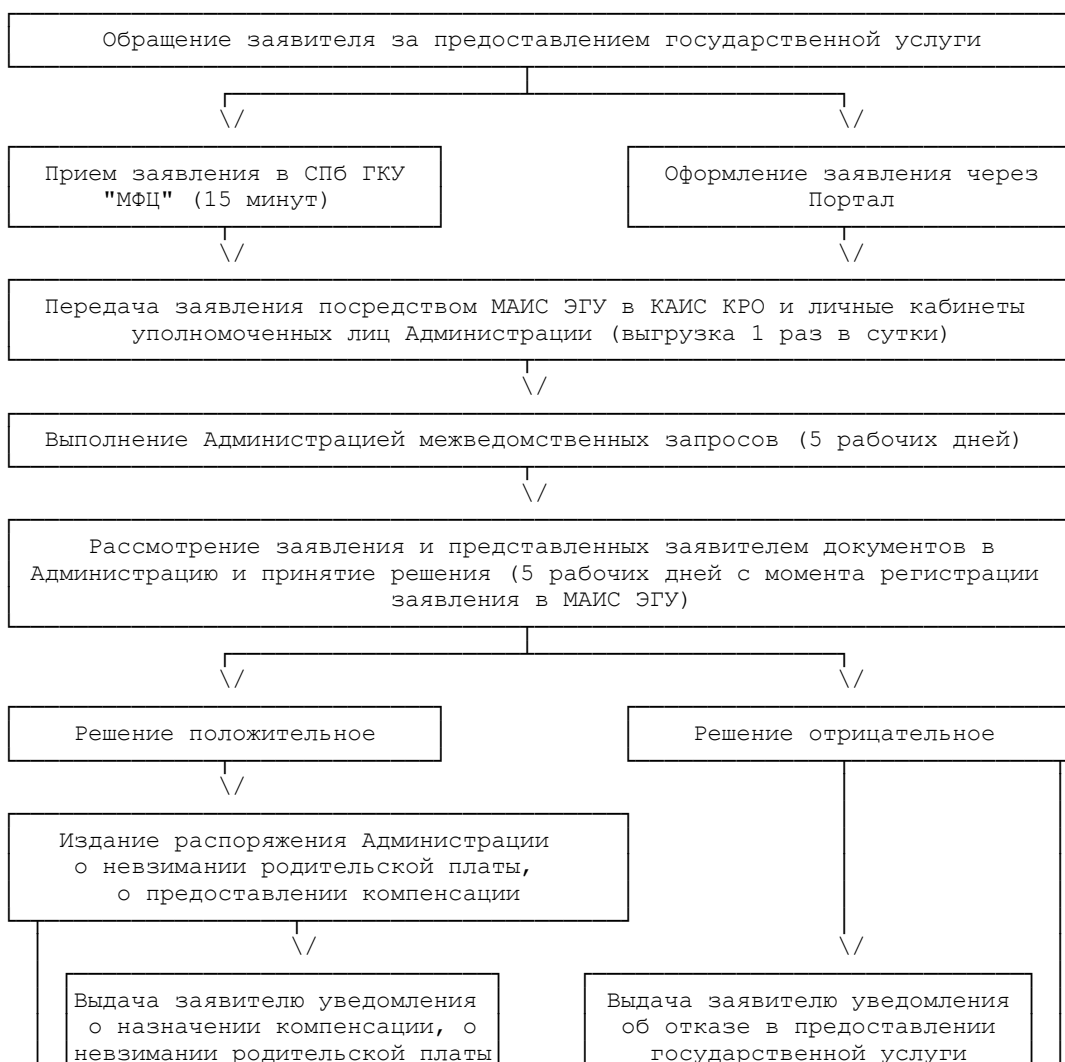 Обращение заявителя за предоставлением государственной услуги
Прием заявления в СПб ГКУ
"МФЦ" (15 минут)
Оформление заявления через
Портал
Передача заявления посредством МАИС ЭГУ в КАИС КРО и личные кабинеты
уполномоченных лиц Администрации (выгрузка 1 раз в сутки)
Выполнение Администрацией межведомственных запросов (5 рабочих дней)
Рассмотрение заявления и представленных заявителем документов в
Администрацию и принятие решения (5 рабочих дней с момента регистрации
заявления в МАИС ЭГУ)
Решение положительное
Решение отрицательное
Издание распоряжения Администрации
о невзимании родительской платы,
о предоставлении компенсации
Выдача заявителю уведомления
о назначении компенсации, о
невзимании родительской платы
Выдача заявителю уведомления
об отказе в предоставлении
государственной услуги